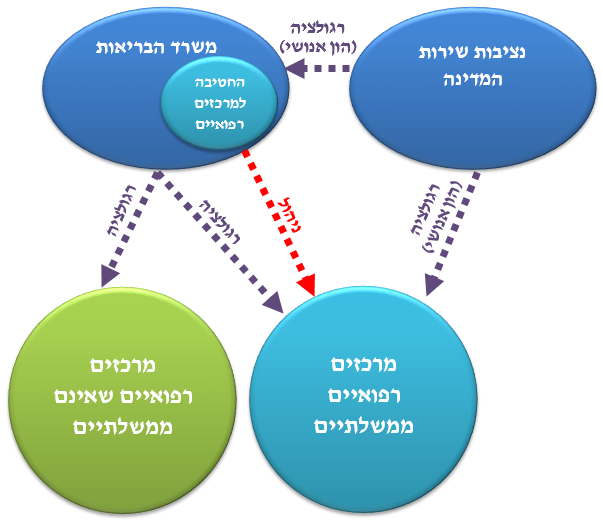 נציבות שירות
המדינה
רגולציה
(הון אנושי)
משרד הבריאות
החטיבה
למרכזים
רפואיים
רגולציה
(הון אנושי)
ניהול
רגולציה
רגולציה
מרכזים
רפואיים
ממשלתיים
מרכזים
רפואיים שאינם
ממשלתיים